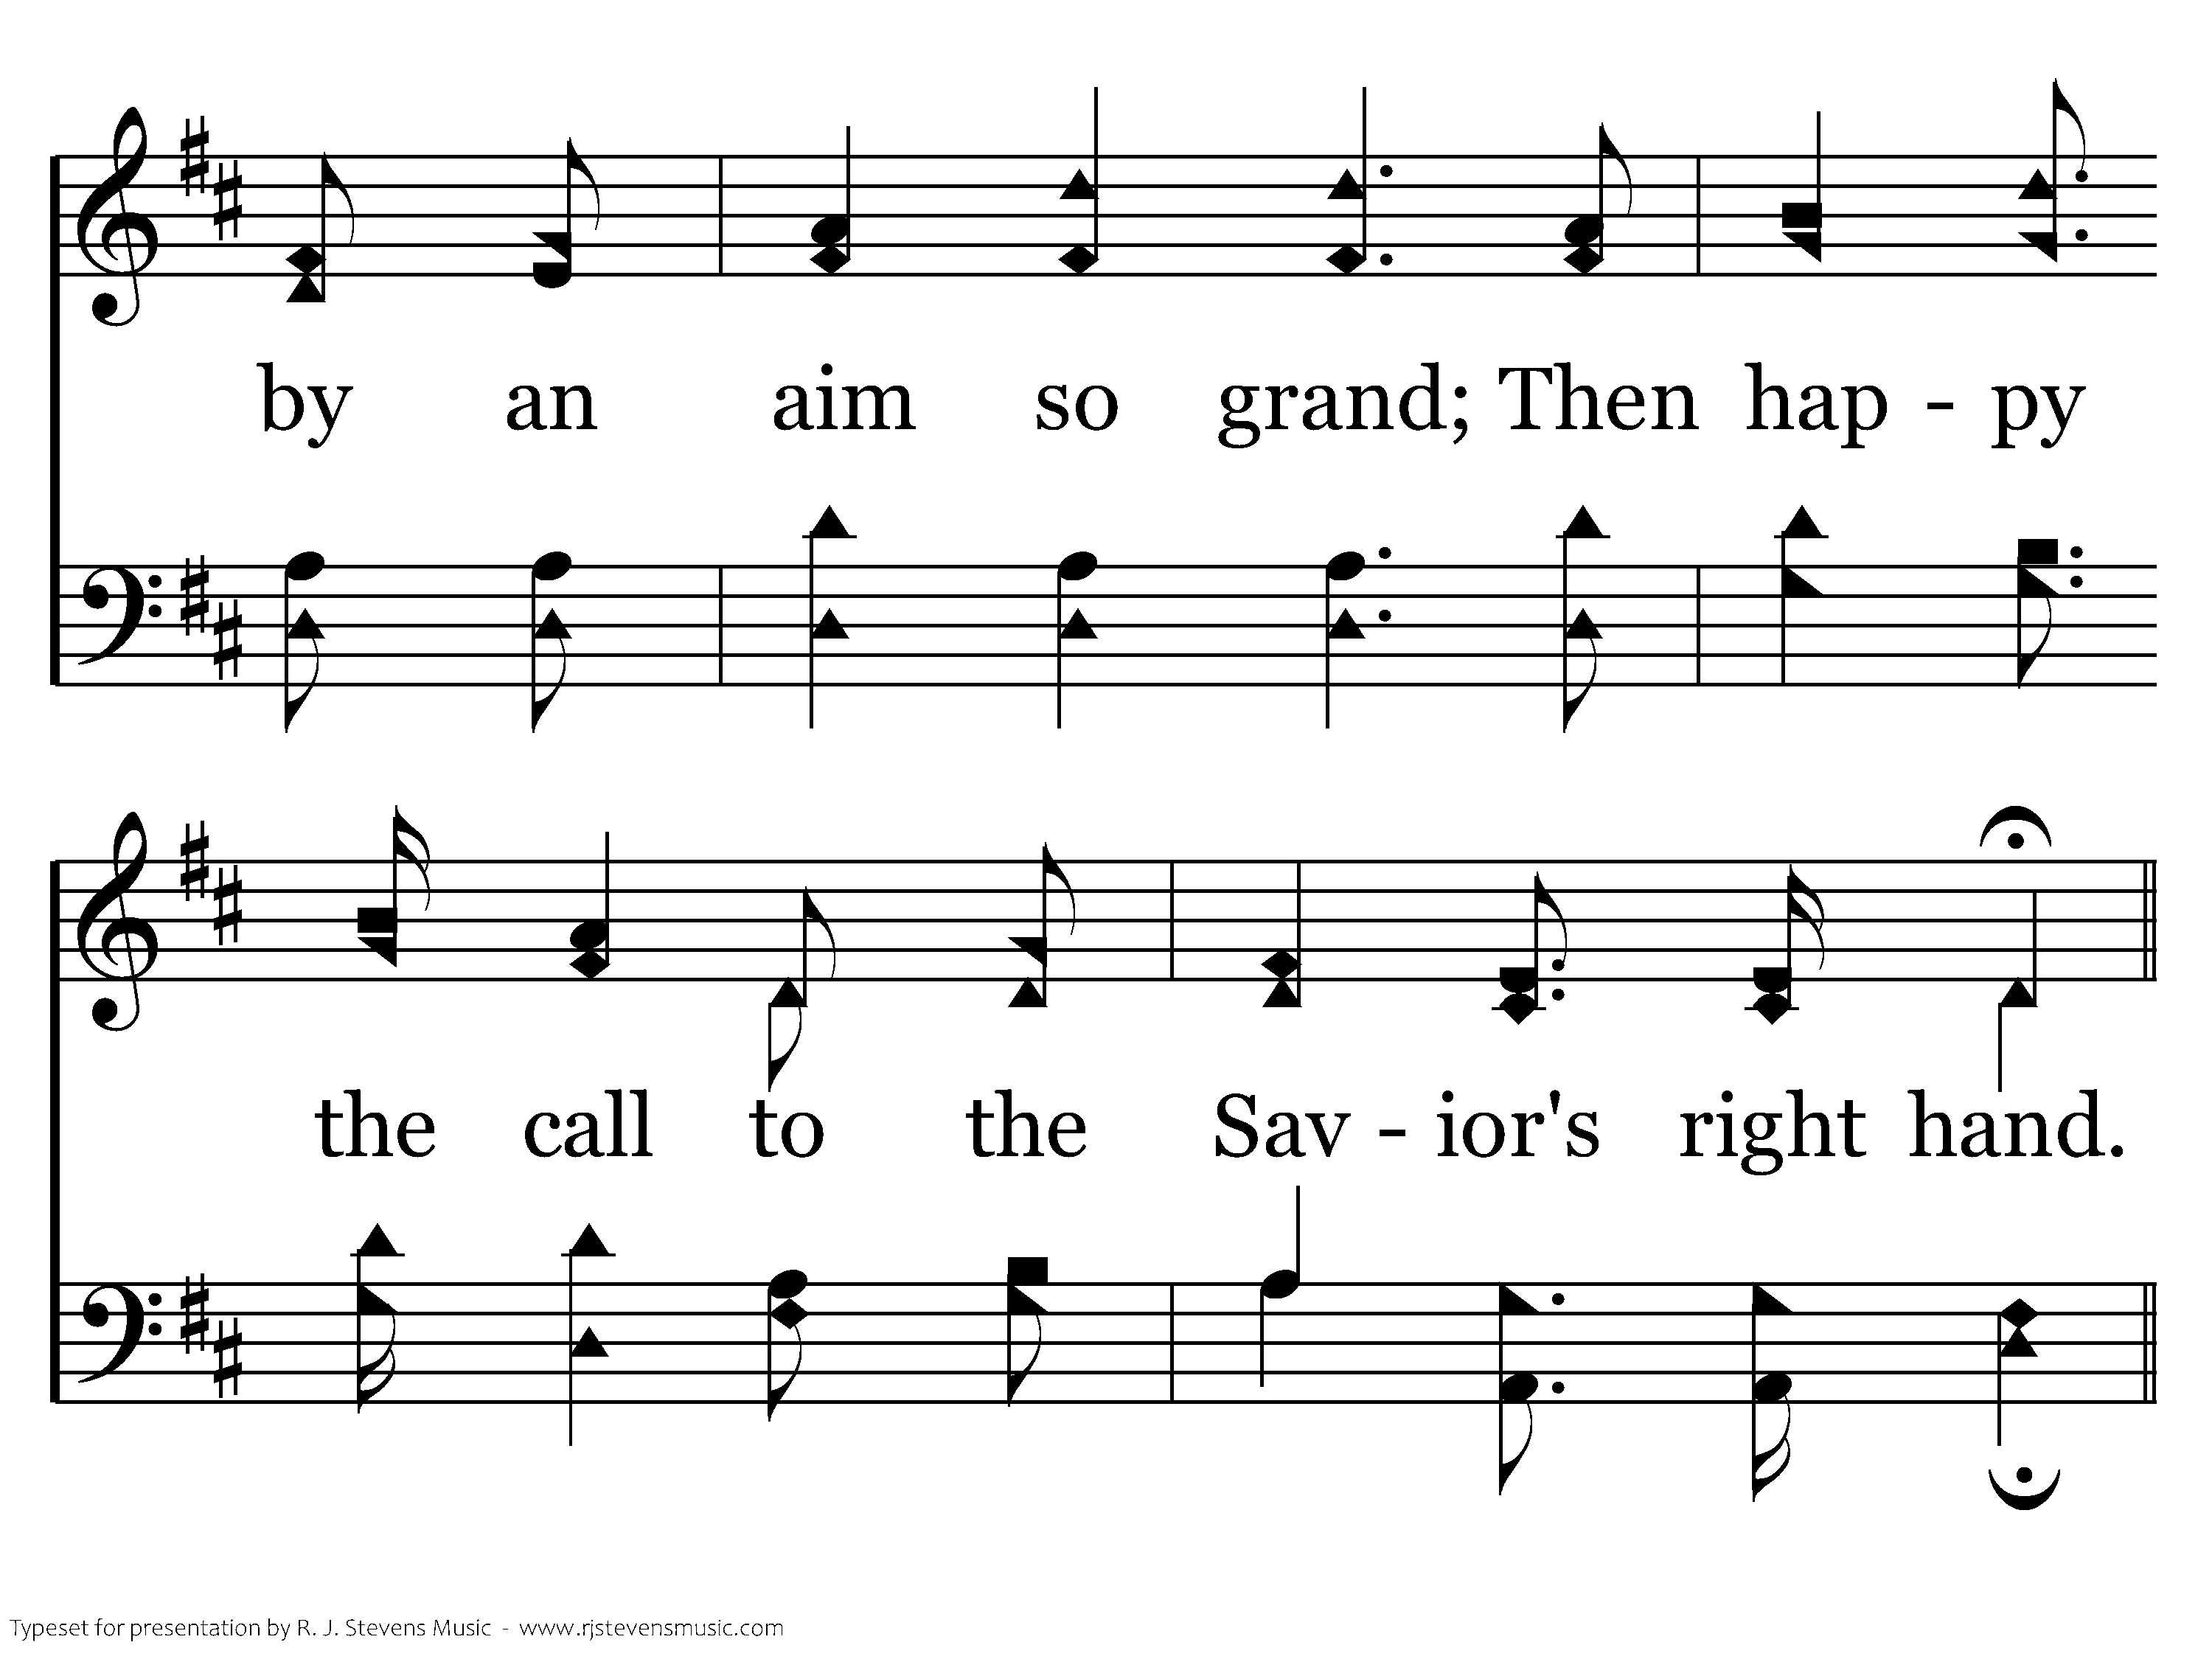 by an aim so grand; Then hap - py
the call to the Sav - ior's right hand.
Typeset for presentation by R. J. Stevens Music - www.rjstevensmusic.com